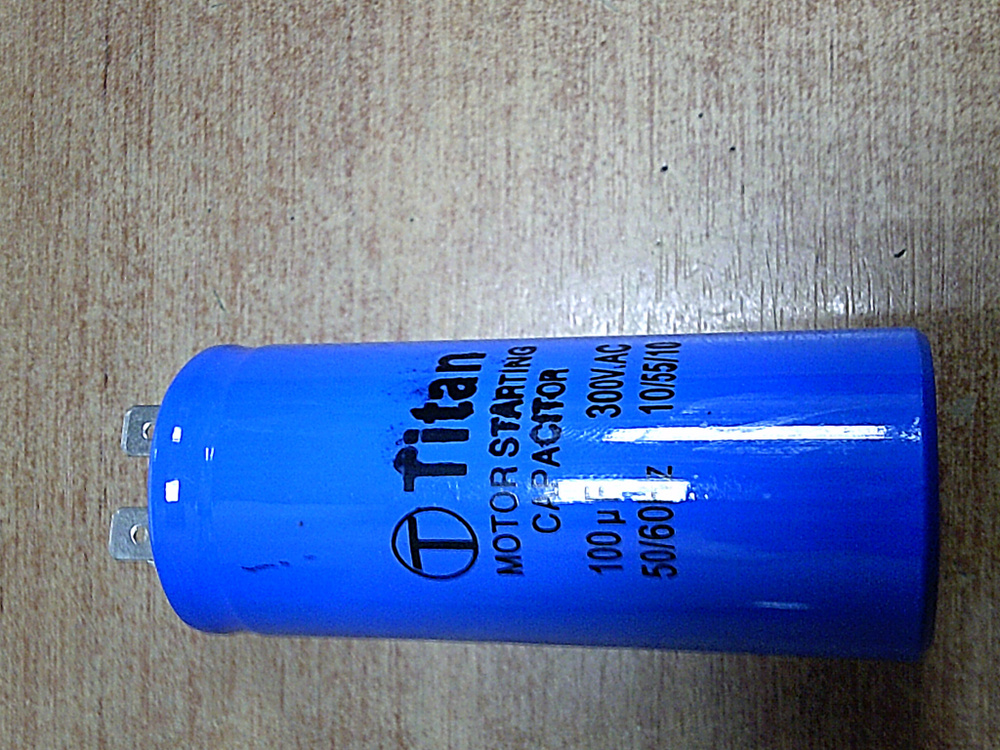 T Titan
MOTOR STARTING
CAPACITOR
100 µ 300V.AC
50/60 Z 10/55/10